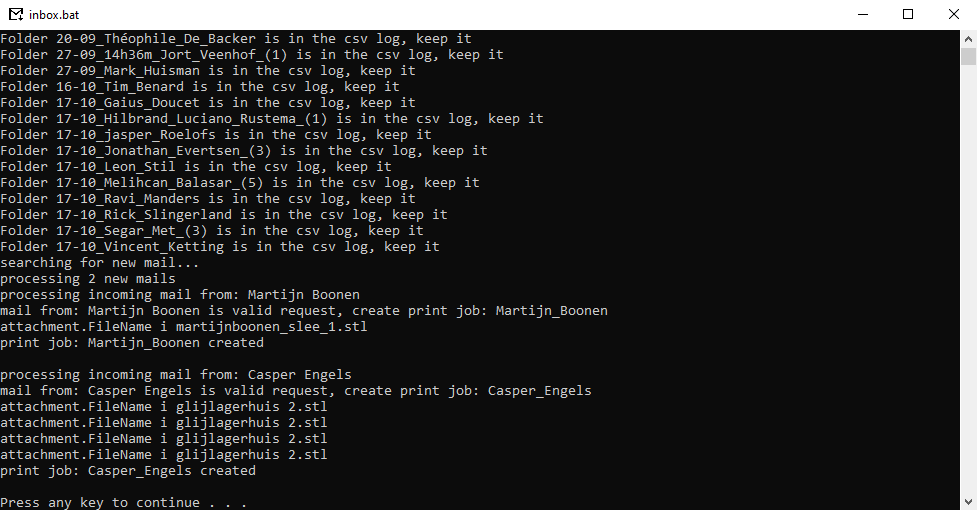 inbox.bat
Folder 20-09_Théophile_De_Backer is in the csv log, keep it
Folder 27-09_14h36m_Jort_Veenhof_(1) is in the csv log, keep it
Folder 27-09_Mark_Huisman is in the csv log, keep it
Folder 16-10_Tim_Benard is in the csv log, keep it
Folder 17-10_Gaius_Doucet is in the csv log, keep it
Folder 17-10_Hilbrand_Luciano_Rustema_(1) is in the csv log, keep it
Folder 17-10_jasper_Roelofs is in the csv log, keep it
Folder 17-10_Jonathan_Evertsen_(3) is in the csv log, keep it
Folder 17-10_Leon_Stil is in the csv log, keep it
Folder 17-10_Melihcan_Balasar_(5) is in the csv log, keep it
Folder 17-10_Ravi_Manders is in the csv log, keep it
Folder 17-10_Rick_Slingerland is in the csv log, keep it
Folder 17-10_Segar_Met_(3) is in the csv log, keep it
Folder 17-10_Vincent_Ketting is in the csv log, keep it
searching for new mail...
processing 2 new mails
processing incoming mail from: Martijn Boonen
mail from: Martijn Boonen is valid request, create print job: Martijn_Boonen
attachment.FileName i martijnboonen_slee_1.stl
print job: Martijn_Boonen created
processing incoming mail from: Casper Engels
mail from: Casper Engels is valid request, create print job: Casper_Engels
attachment.FileName i glijlagerhuis 2.stl
attachment.FileName i glijlagerhuis 2.stl
attachment.FileName i glijlagerhuis 2.stl
attachment.FileName i glijlagerhuis 2.stl
print job: Casper_Engels created
Press any key to continue . . .